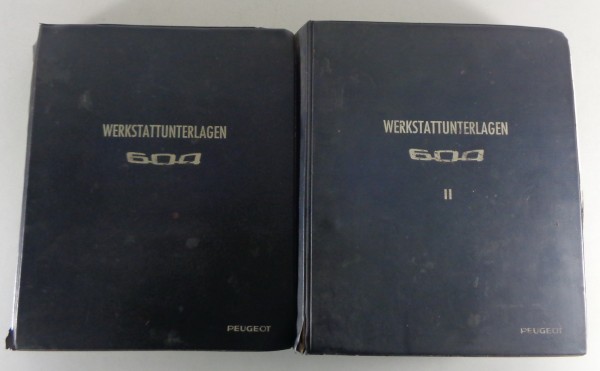 WERKSTATTUNTERLAGEN
604
PEUGEOT
WERKSTATTUNTERLAGEN
604
II
PEUGEOT